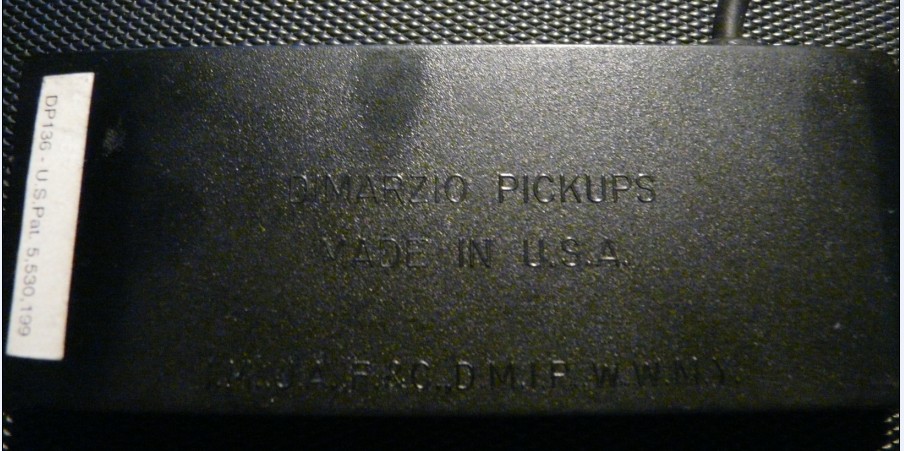 DP136 - U.S.Pat. 5,530,199
DIMARZIO PICKUPS
MADE IN U.S.A.
D.M.I.P., W.W.N.Y.